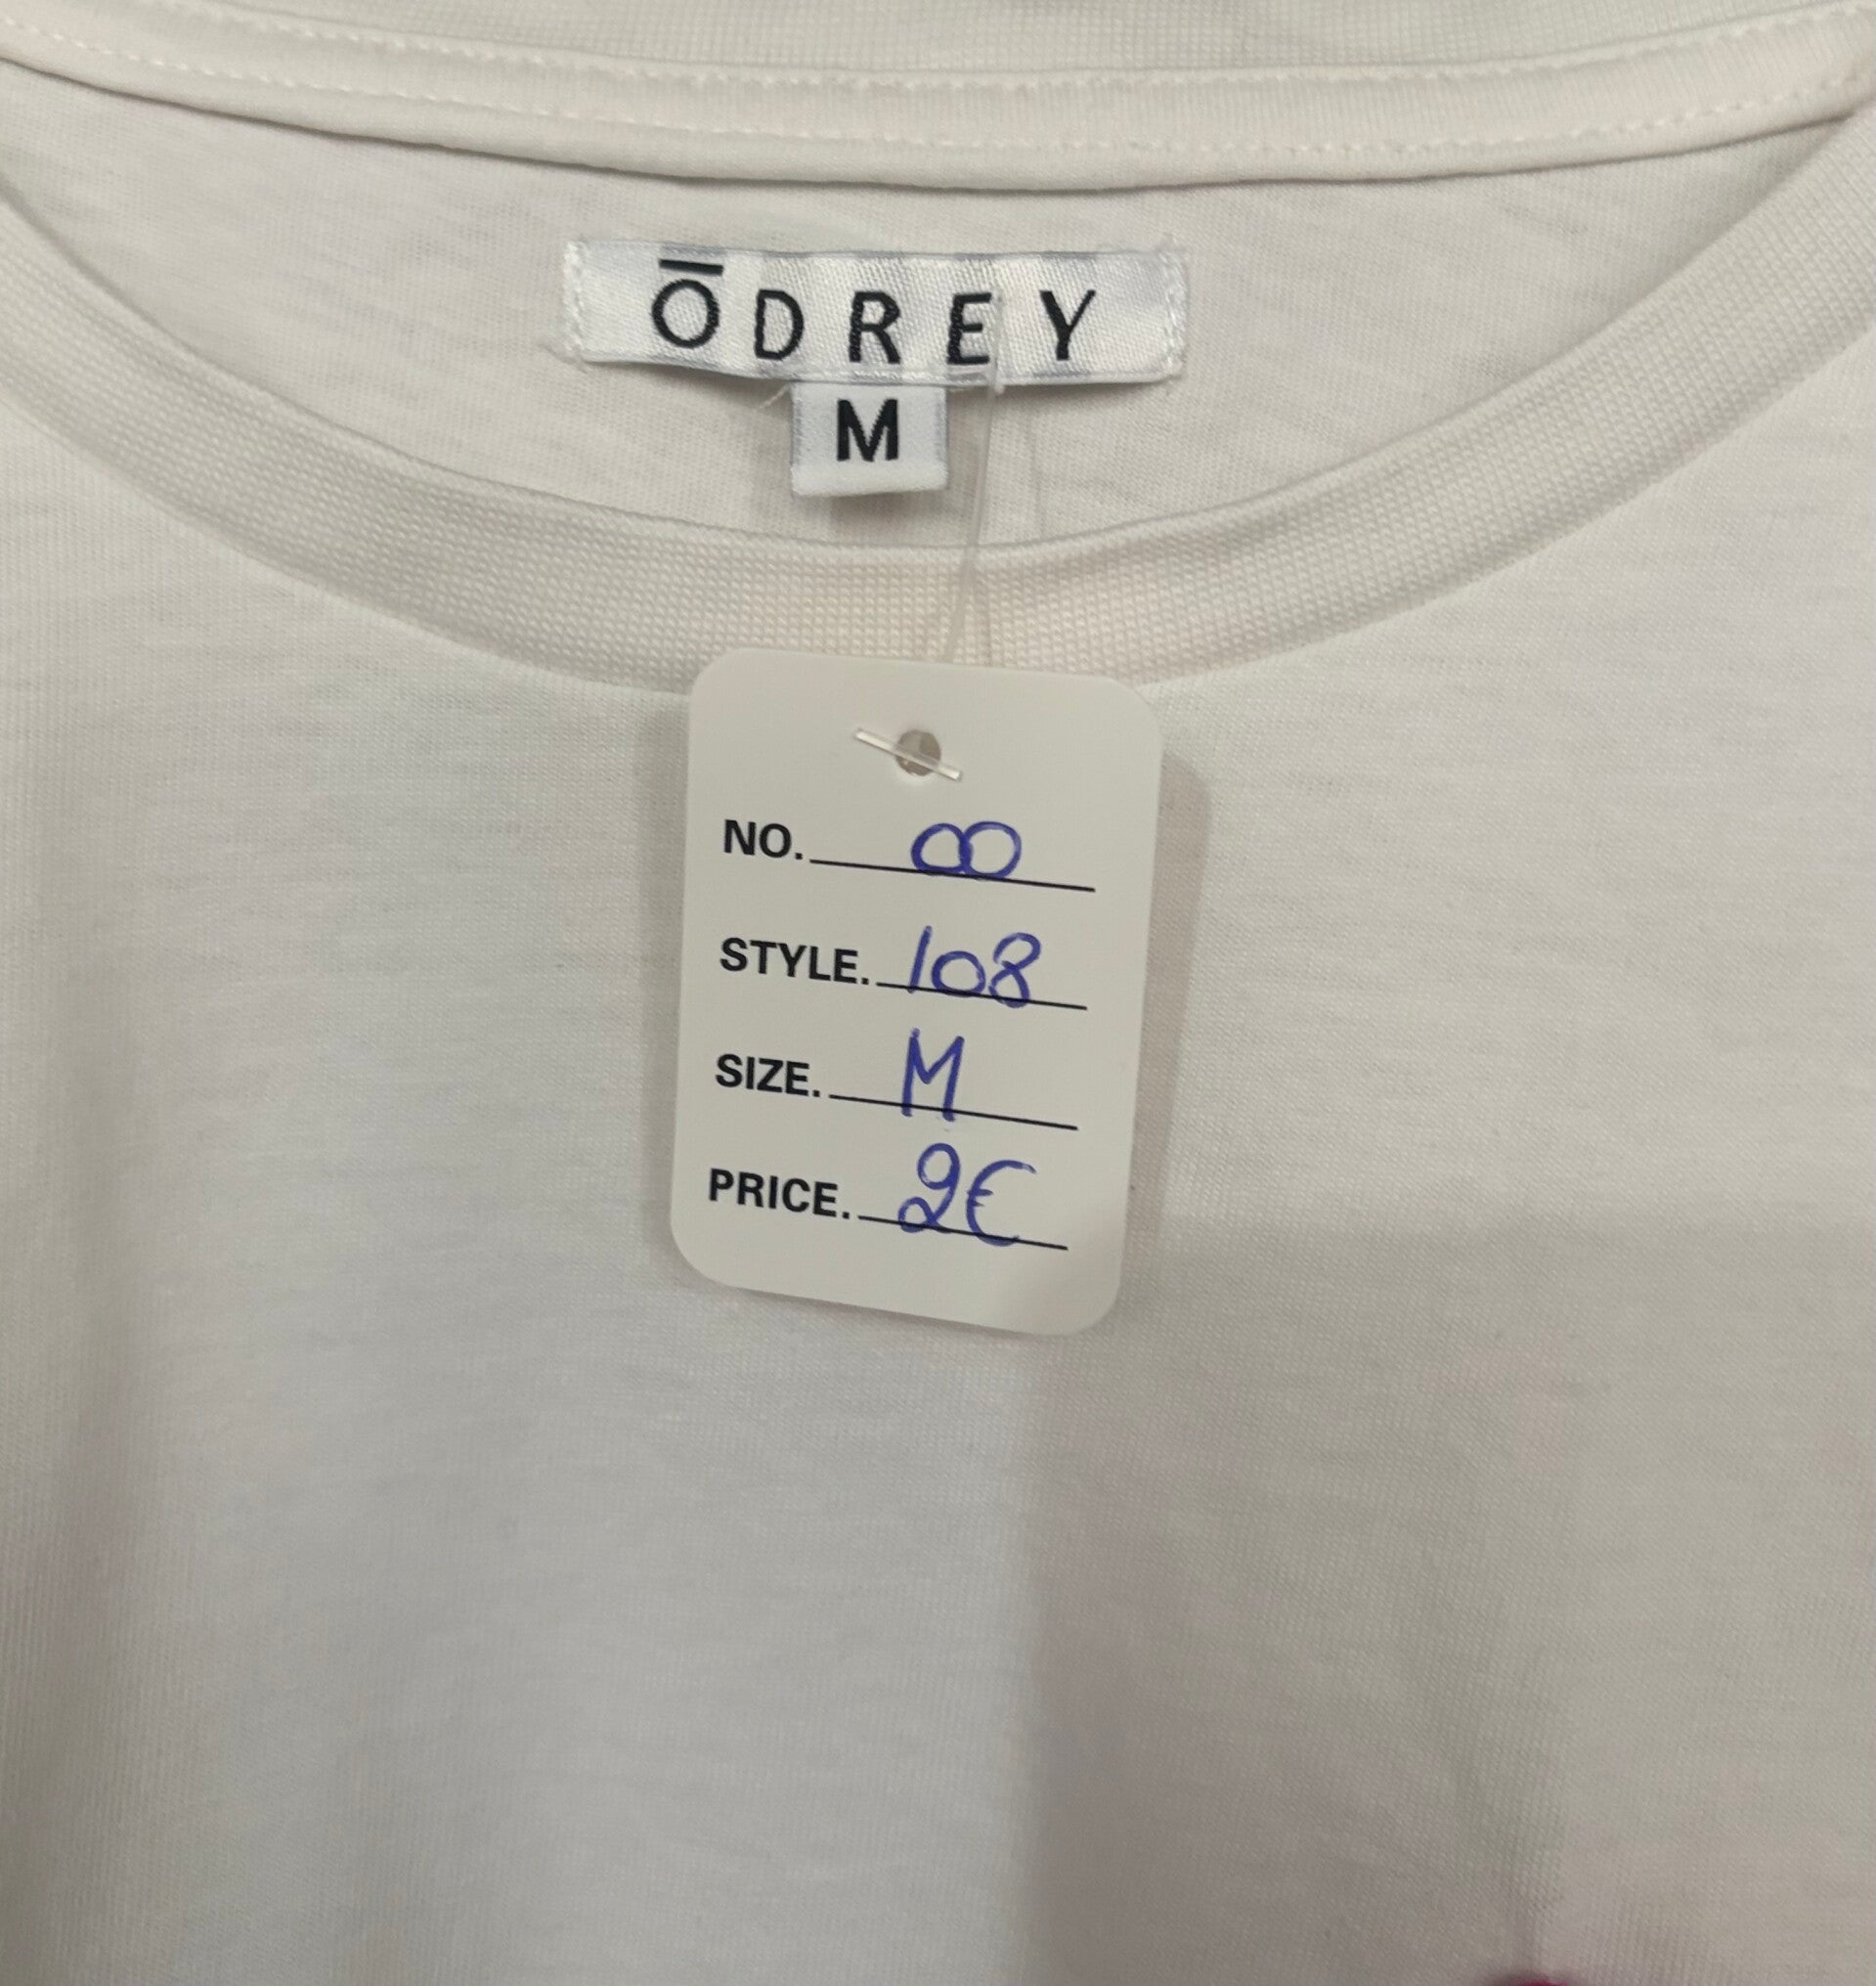 ŌDREY
M
NO. 00
STYLE. 108
SIZE. M
PRICE. 2€